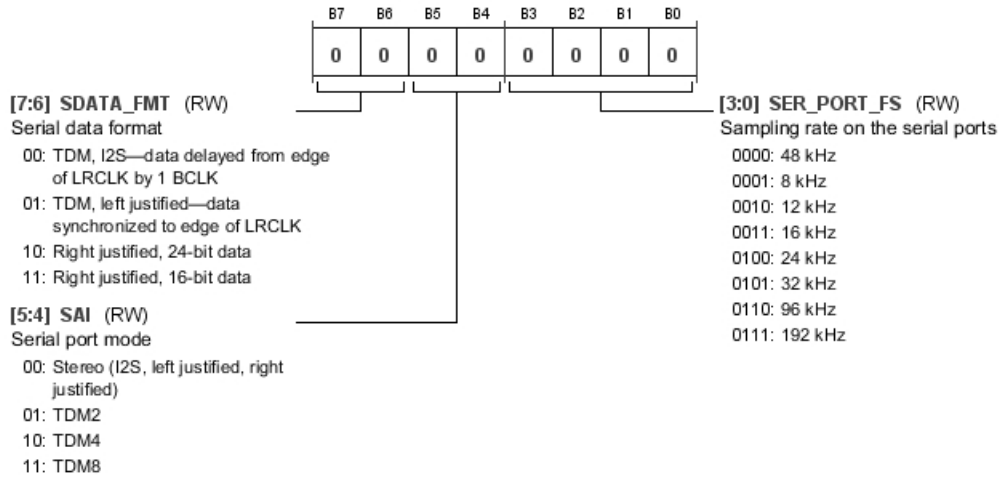 B7 B6 B5 B4 B3 B2 B1 B0
0 0 0 0 0 0 0 0
[7:6] SDATA_FMT (RW)
Serial data format
00: TDM, I2S—data delayed from edge
of LRCLK by 1 BCLK
01: TDM, left justified—data
synchronized to edge of LRCLK
10: Right justified, 24-bit data
11: Right justified, 16-bit data
[5:4] SAI (RW)
Serial port mode
00: Stereo (I2S, left justified, right
justified)
01: TDM2
10: TDM4
11: TDM8
[3:0] SER_PORT_FS (RW)
Sampling rate on the serial ports
0000: 48 kHz
0001: 8 kHz
0010: 12 kHz
0011: 16 kHz
0100: 24 kHz
0101: 32 kHz
0110: 96 kHz
0111: 192 kHz